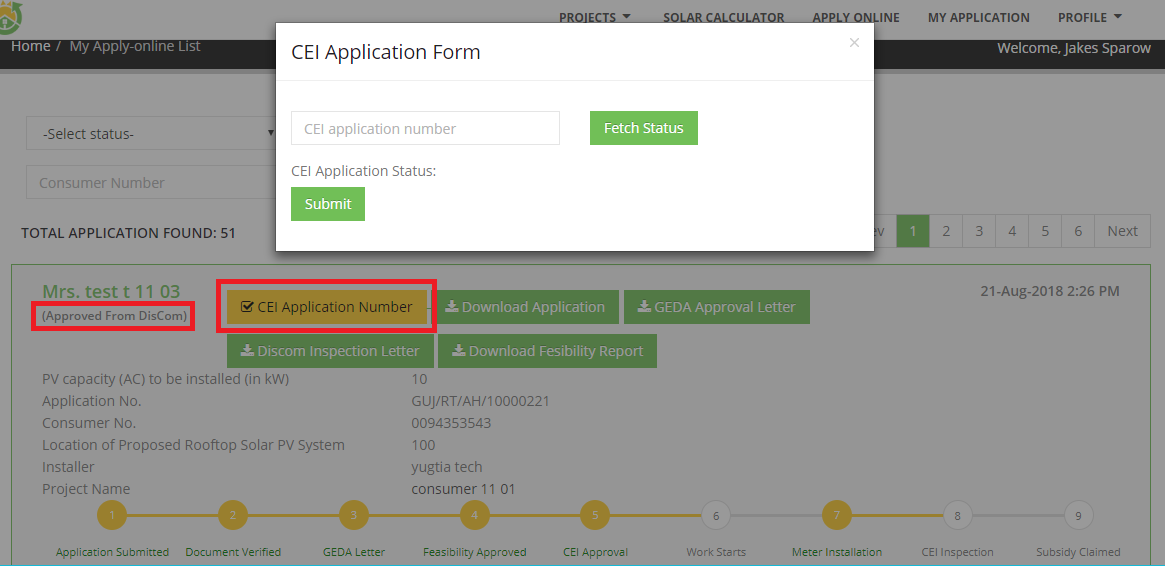 PROJECTS SOLAR CALCULATOR APPLY ONLINE MY APPLICATION PROFILE
Home / My Apply-online List
Welcome, Jakes Sparow
CEI Application Form ×
CEI application number Fetch Status
CEI Application Status:
Submit
-Select status-
Consumer Number
TOTAL APPLICATION FOUND: 51
ev 1 2 3 4 5 6 Next
Mrs. test t 11 03
(Approved From DisCom)
CEI Application Number Download Application GEDA Approval Letter
21-Aug-2018 2:26 PM
Discom Inspection Letter Download Fesibility Report
PV capacity (AC) to be installed (in kW) 10
Application No. GUJ/RT/AH/10000221
Consumer No. 0094353543
Location of Proposed Rooftop Solar PV System 100
Installer yugtia tech
Project Name consumer 11 01
1 2 3 4 5 6 7 8 9
Application Submitted Document Verified GEDA Letter Feasibility Approved CEI Approval Work Starts Meter Installation CEI Inspection Subsidy Claimed